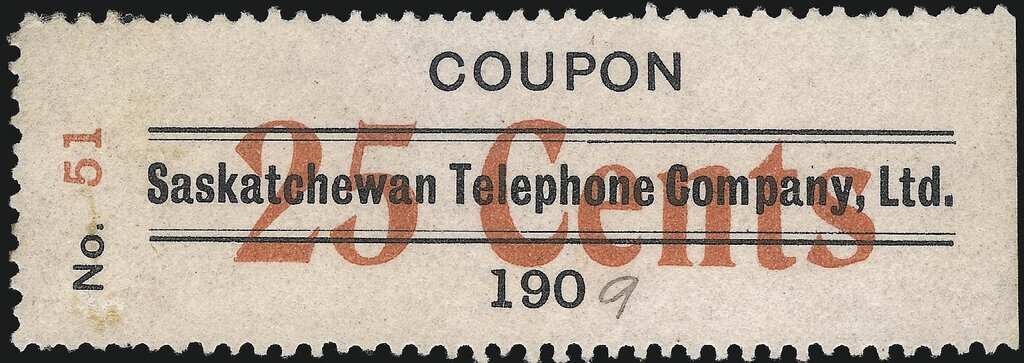 COUPON
25 Cents
Saskatchewan Telephone Company, Ltd.
1909
No. 51